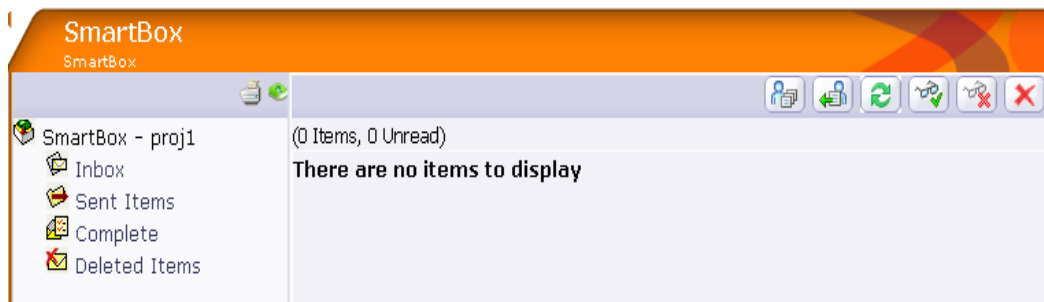 SmartBox
SmartBox
SmartBox - proj1
Inbox
Sent Items
Complete
Deleted Items
(0 Items, 0 Unread)
There are no items to display